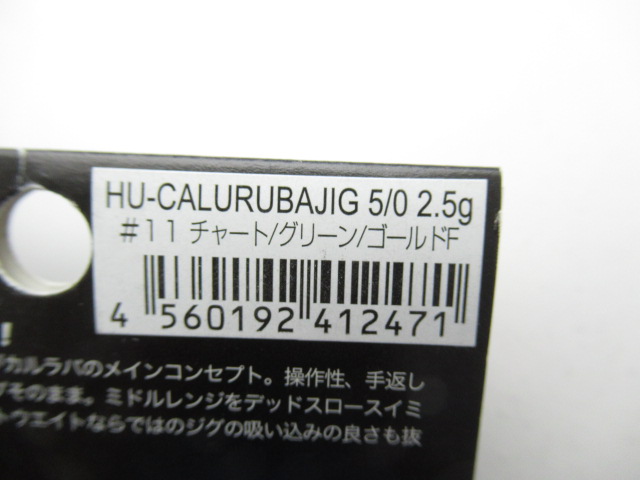 HU-CALURUBAJIG 5/0 2.5g
#11 チャート/グリーン/ゴールドF
4 560192 412471
!
カルラバのメインコンセプト。操作性、手返し
そのまま。ミドルレンジをデッドスロースイミ
トウエイトならではのジグの吸い込みの良さも抜